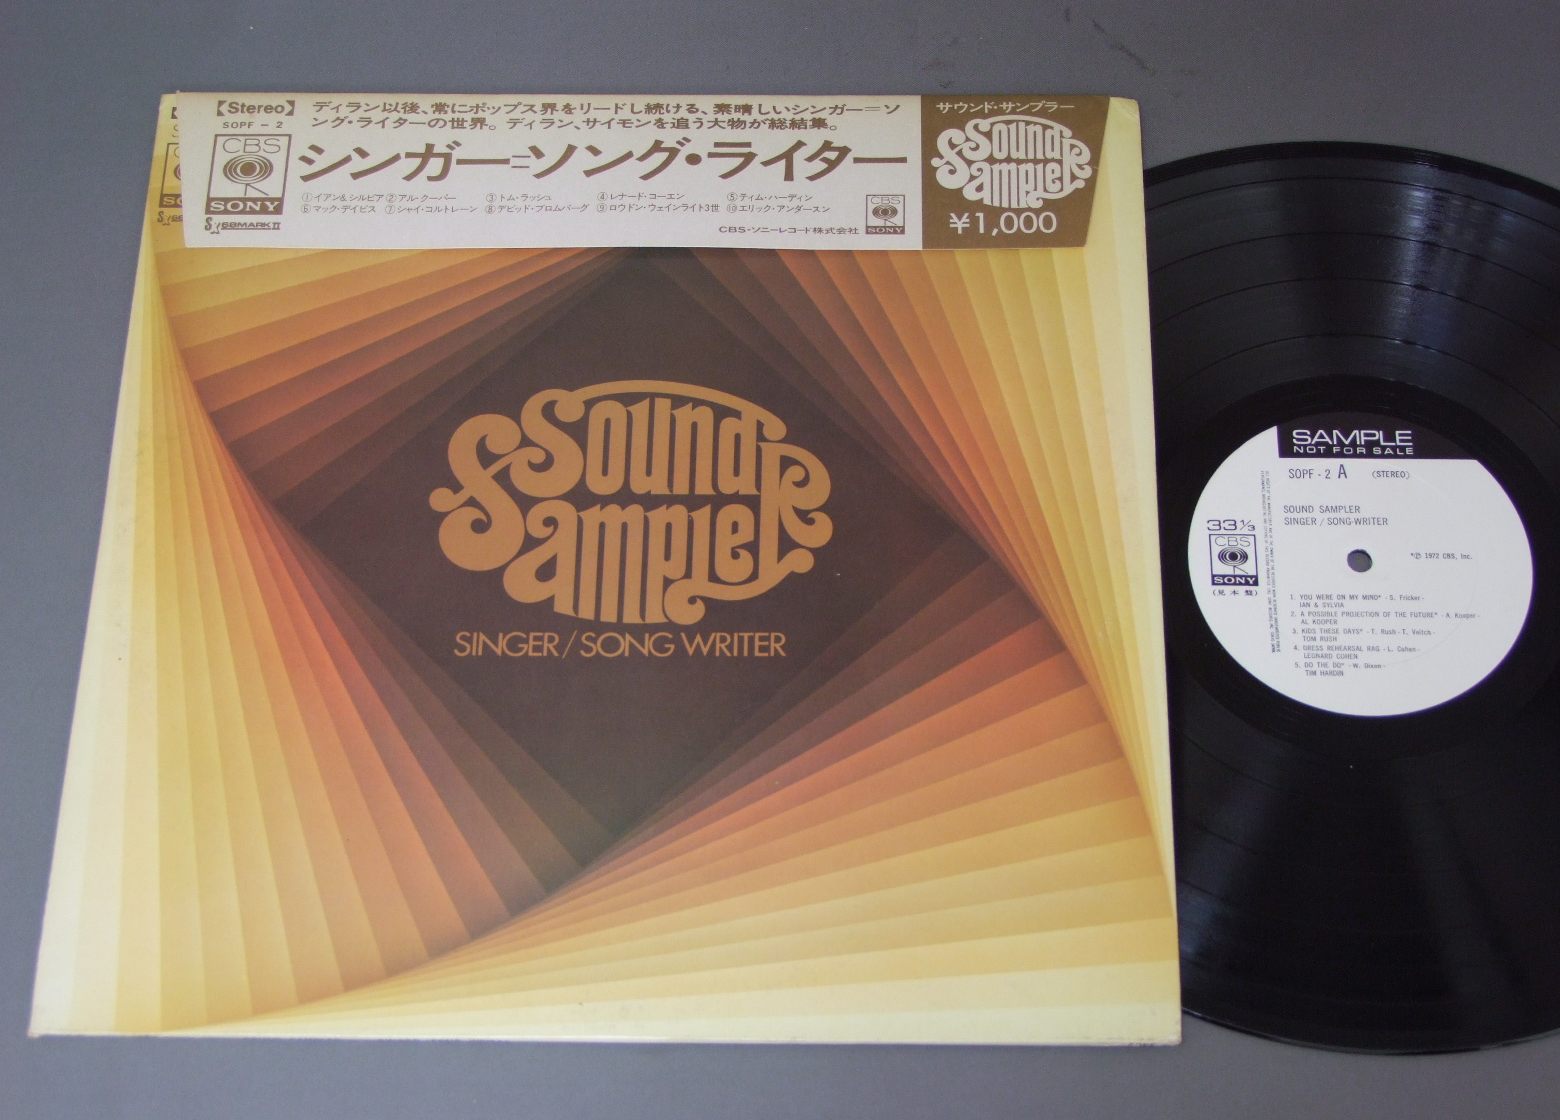 【Stereo】
SOPF-2
CBS
SONY
SX68MARKⅡ
ディラン以後、常にポップス界をリードし続ける、素晴しいシンガー=ソ
ング・ライターの世界。ディラン、サイモンを追う大物が総結集。
シンガー=ソング・ライター
①イアン&シルビア ②アル・クーパー ③トム・ラッシュ ④レナード・コーエン ⑤ティム・ハーディン
⑥マック・デイビス ⑦シャイ・コルトレーン ⑧デビッド・ブロムバーグ ⑨ロウドン・ウェインライト3世 ⑩エリック・アンダースン
CBS・ソニーレコード株式会社
CBS
SONY
サウンド・サンプラー
Sound
Sampler
¥1,000
Sound
Sampler
SINGER/SONG WRITER
SAMPLE
NOT FOR SALE
SOPF-2 A (STEREO)
SOUND SAMPLER
SINGER/SONG-WRITER
33⅓
CBS
SONY
(見本盤)
*Ⓟ 1972 CBS, Inc.
1. YOU WERE ON MY MIND* -S. Fricker-
IAN & SYLVIA
2. A POSSIBLE PROJECTION OF THE FUTURE* -A. Kooper-
AL KOOPER
3. KIDS THESE DAYS* -T. Rush-T. Veitch-
TOM RUSH
4. DRESS REHEARSAL RAG -L. Cohen-
LEONARD COHEN
5. DO THE DO* -W. Dixon-
TIM HARDIN